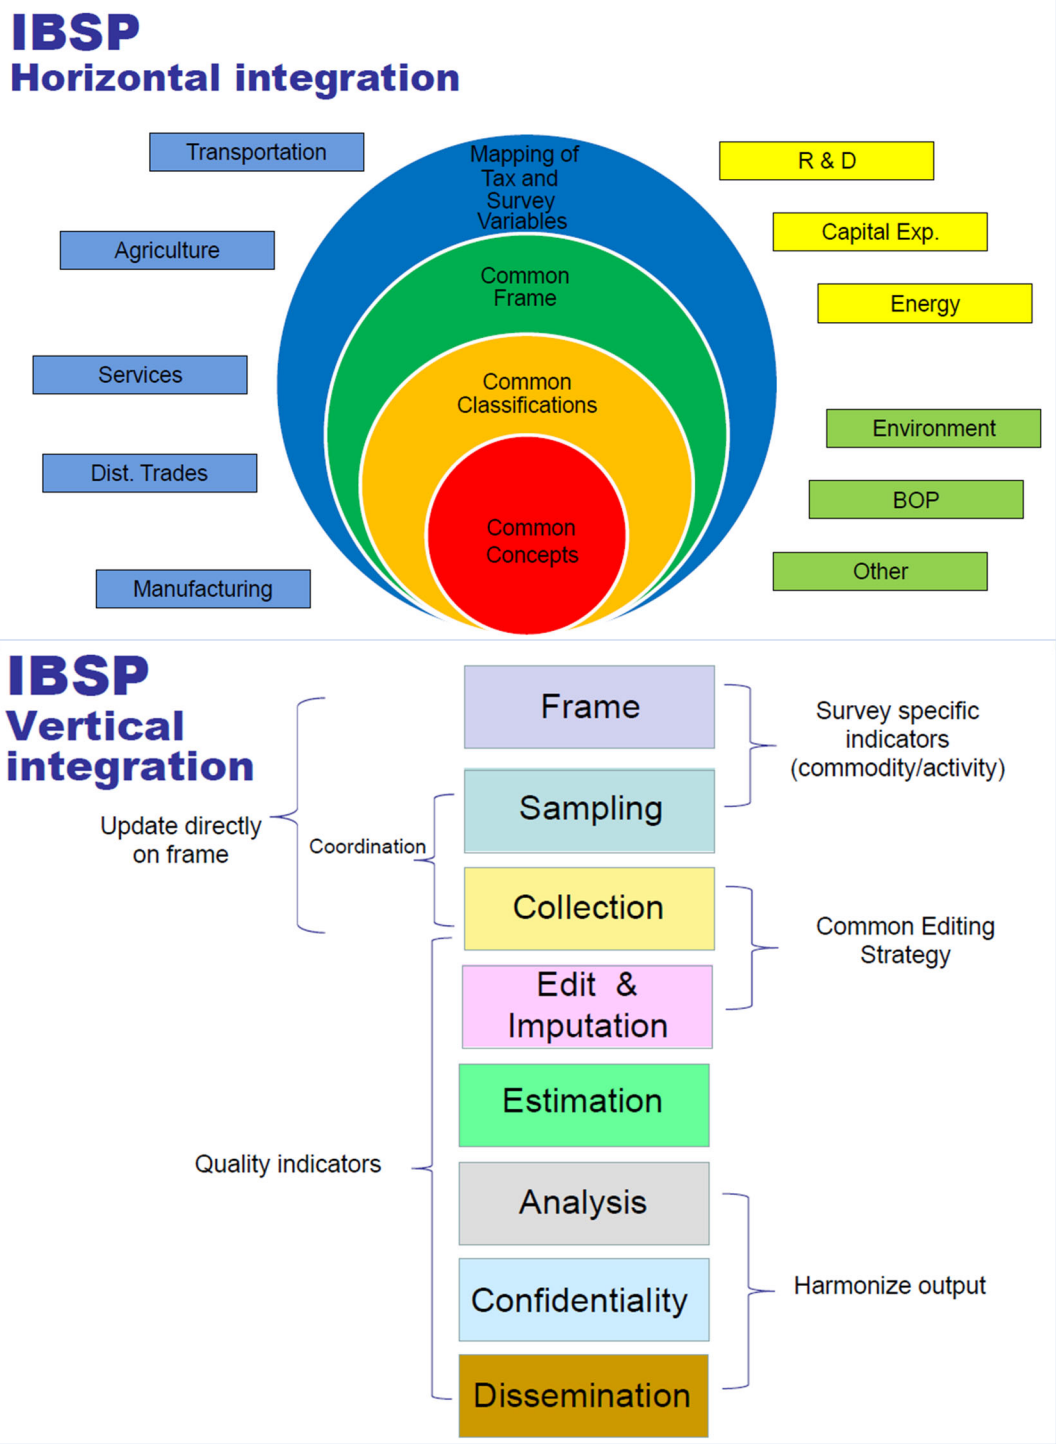 IBSP
Horizontal integration
Transportation
Agriculture
Services
Dist. Trades
Manufacturing
Mapping of
Tax and
Survey
Variables
Common
Frame
Common
Classifications
Common
Concepts
R & D
Capital Exp.
Energy
Environment
BOP
Other
IBSP
Vertical
integration
Update directly
on frame
Coordination
Quality indicators
Frame
Sampling
Collection
Edit &
Imputation
Estimation
Analysis
Confidentiality
Dissemination
Survey specific
indicators
(commodity/activity)
Common Editing
Strategy
Harmonize output